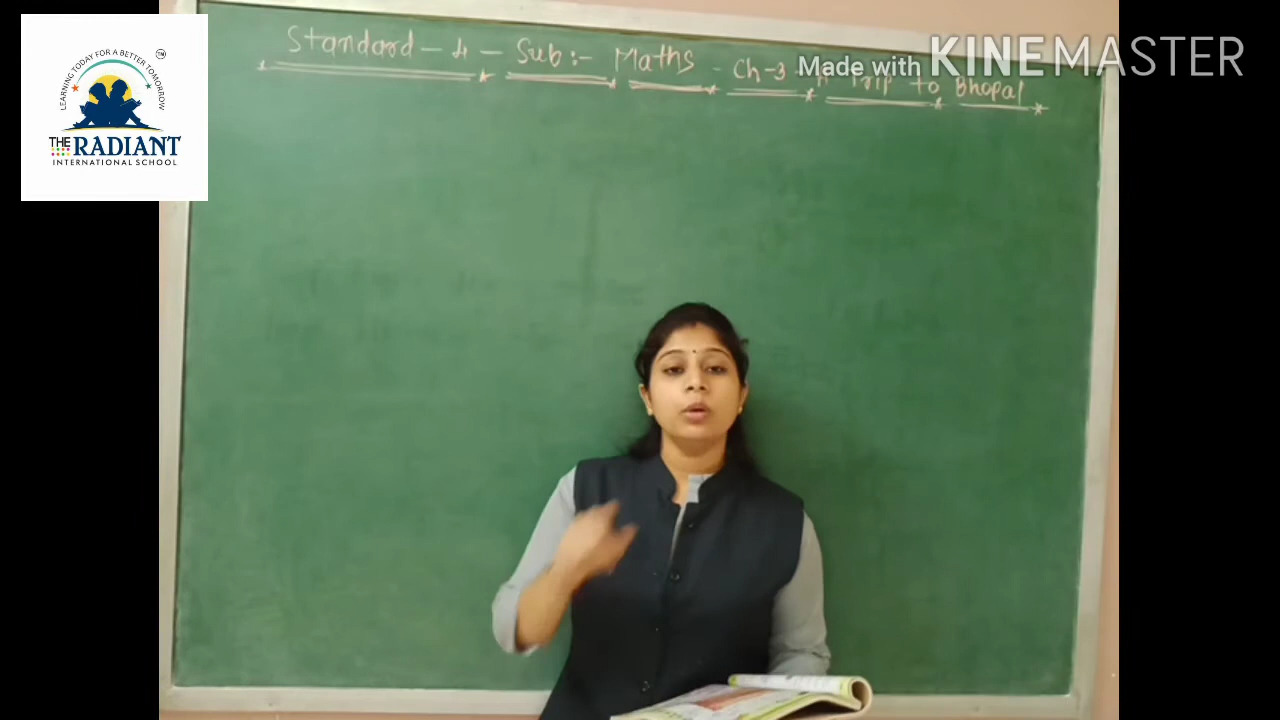 Standard - 4 - Sub:- Maths - Ch-3 - A Trip to Bhopal
Made with KINEMASTER
LEARNING TODAY FOR A BETTER TOMORROW
TM
THE RADIANT
INTERNATIONAL SCHOOL